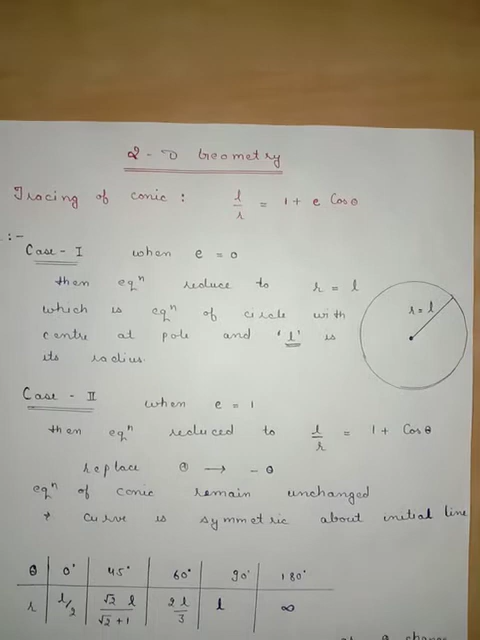 2-D Geometry
Tracing of conic : l/r = 1 + e Cosθ
:-
Case - I when e = 0
then eqⁿ reduce to r = l
which is eqⁿ of circle with
centre at pole and 'l' is
its radius.
r = l
Case - II when e = 1
then eqⁿ reduced to l/r = 1 + Cosθ
replace θ → - θ
eqⁿ of conic remain unchanged
→ Curve is symmetric about initial line
θ | 0° | 45° | 60° | 90° | 180°
r | l/2 | √2 l/√2+1 | 2l/3 | l | ∞
change